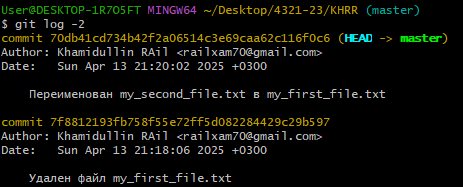 User@DESKTOP-1R7O5FT MINGW64 ~/Desktop/4321-23/KHRR (master)
$ git log -2
commit 70db41cd734b42f2a06514c3e69caa62c116f0c6 (HEAD -> master)
Author: Khamidullin RAil <railxam70@gmail.com>
Date:   Sun Apr 13 21:20:02 2025 +0300
Переименован my_second_file.txt в my_first_file.txt
commit 7f8812193fb758f55e72ff5d082284429c29b597
Author: Khamidullin RAil <railxam70@gmail.com>
Date:   Sun Apr 13 21:18:06 2025 +0300
Удален файл my_first_file.txt